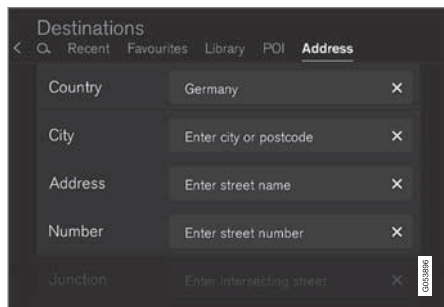 Destinations
Recent Favourites Library POI Address
Country Germany
City Enter city or postcode
Address Enter street name
Number Enter street number
Junction Enter intersecting street
G053896